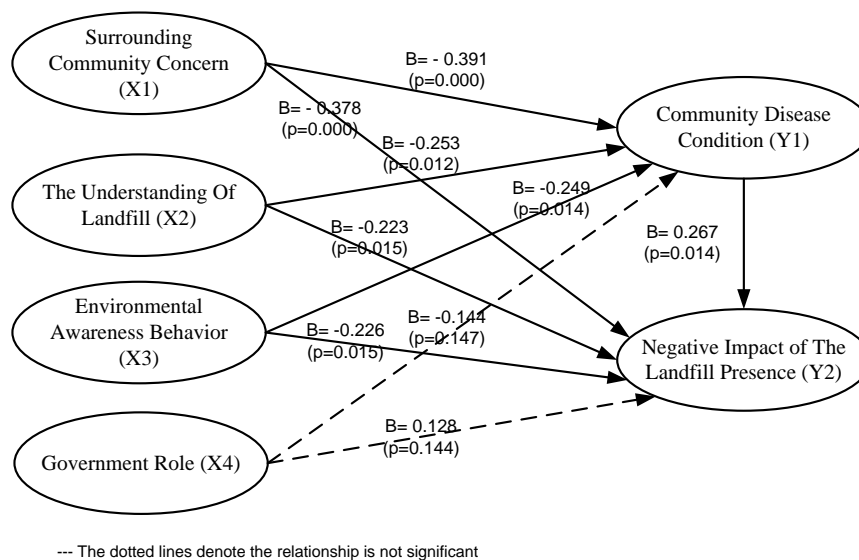 Surrounding
Community Concern
(X1)
B= - 0.391
(p=0.000)
B= - 0.378
(p=0.000)
Community Disease
Condition (Y1)
B= -0.253
(p=0.012)
The Understanding Of
Landfill (X2)
B= -0.249
(p=0.014)
B= -0.223
(p=0.015)
B= 0.267
(p=0.014)
Environmental
Awareness Behavior
(X3)
B= -0.226
(p=0.015)
B= -0.144
(p=0.147)
Negative Impact of The
Landfill Presence (Y2)
Government Role (X4)
B= 0.128
(p=0.144)
--- The dotted lines denote the relationship is not significant